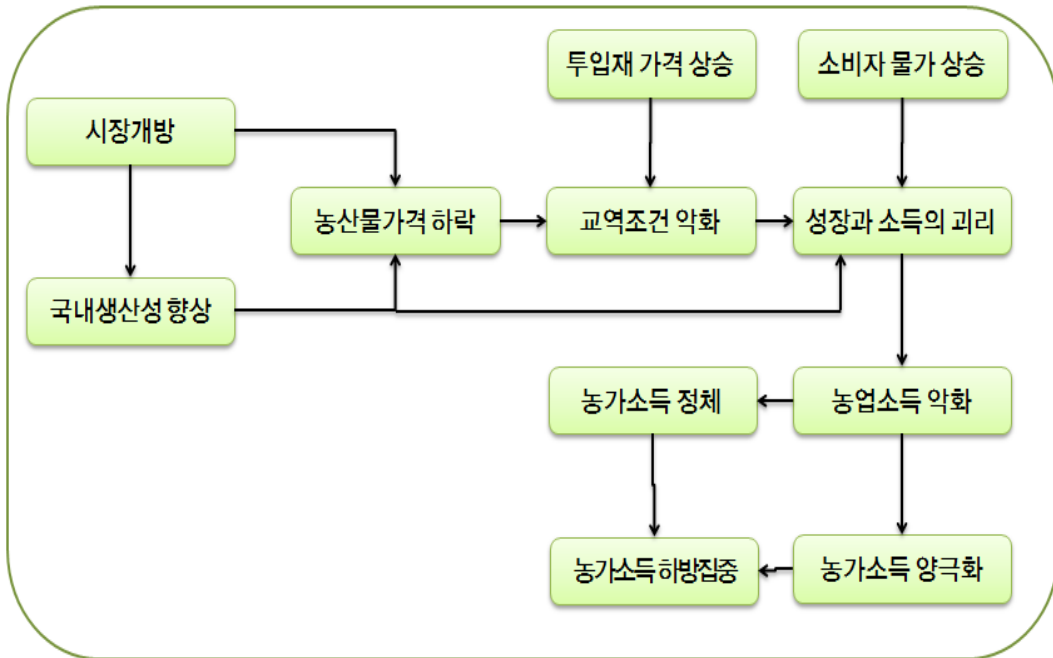 투입재 가격 상승
소비자 물가 상승
시장개방
농산물가격 하락
교역조건 악화
성장과 소득의 괴리
국내생산성 향상
농가소득 정체
농업소득 악화
농가소득 하방집중
농가소득 양극화